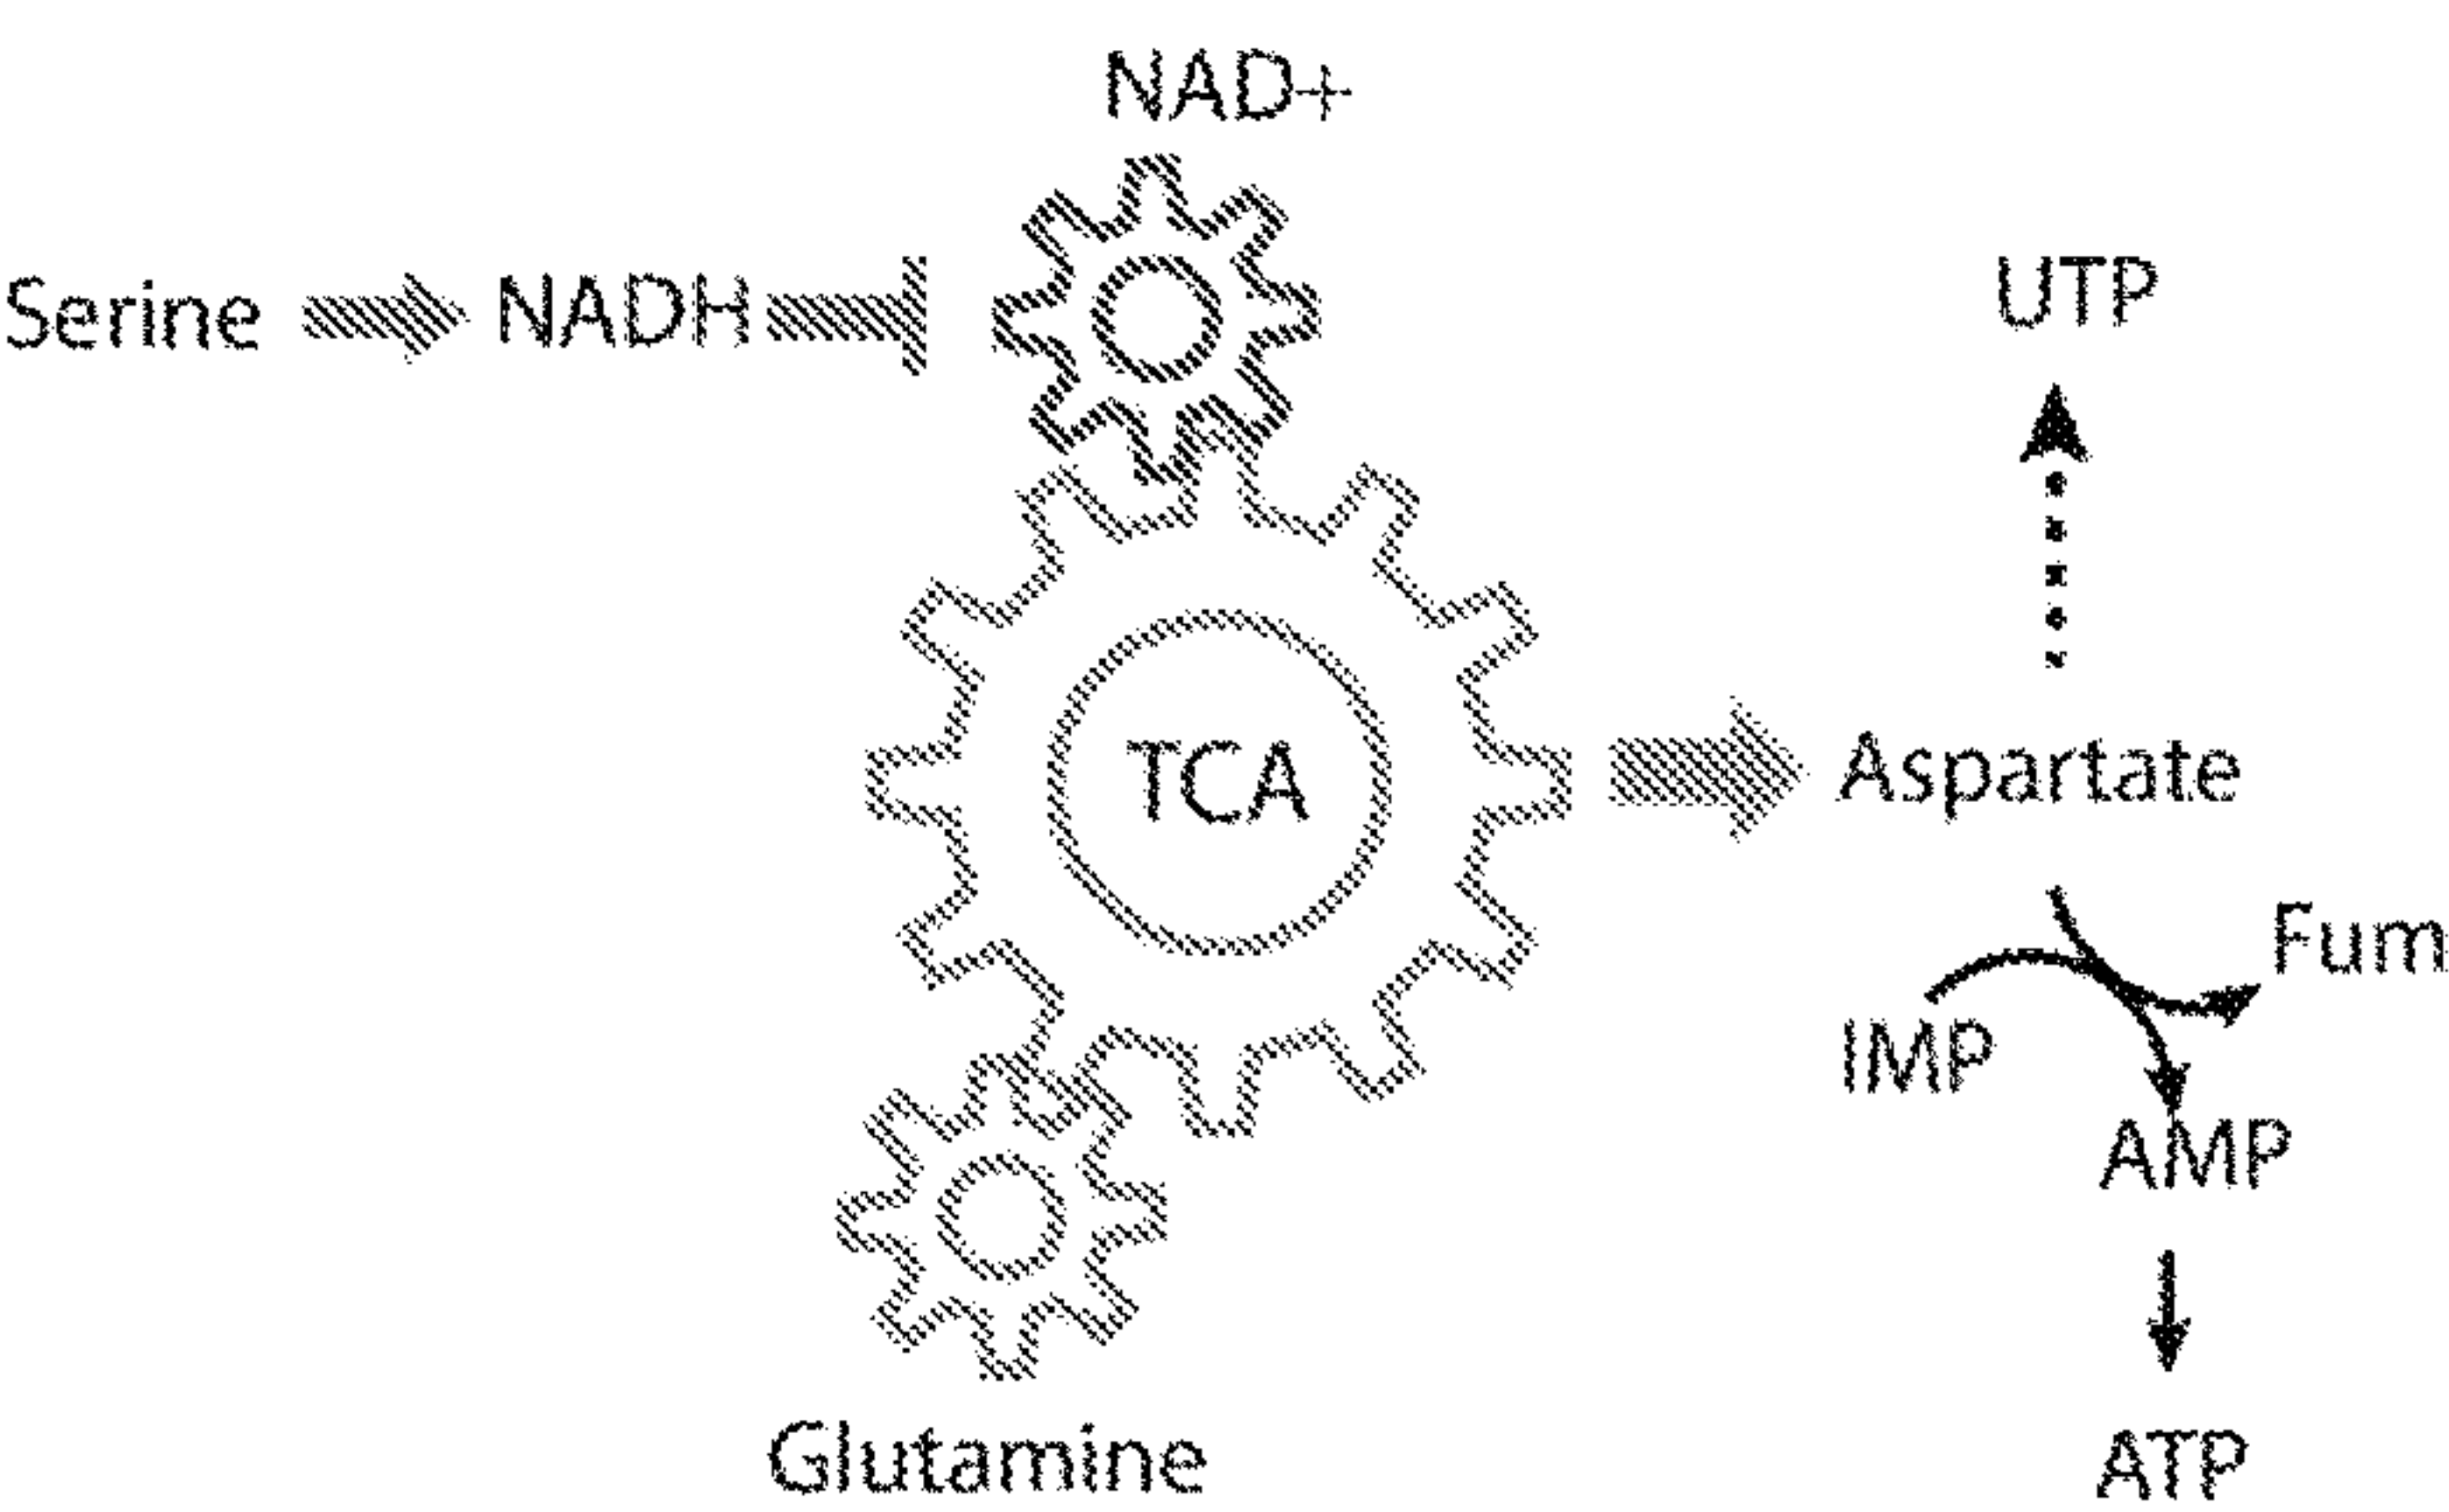 NAD+
Serine
NADH
UTP
TCA
Aspartate
Fum
IMP
AMP
Glutamine
ATP